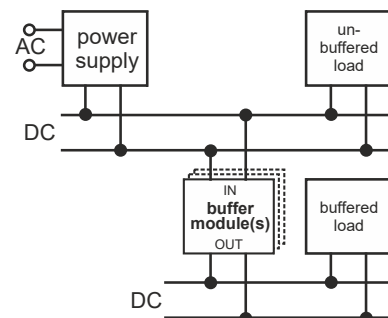 AC
power
supply
un-
buffered
load
DC
IN
buffer
module(s)
OUT
buffered
load
DC